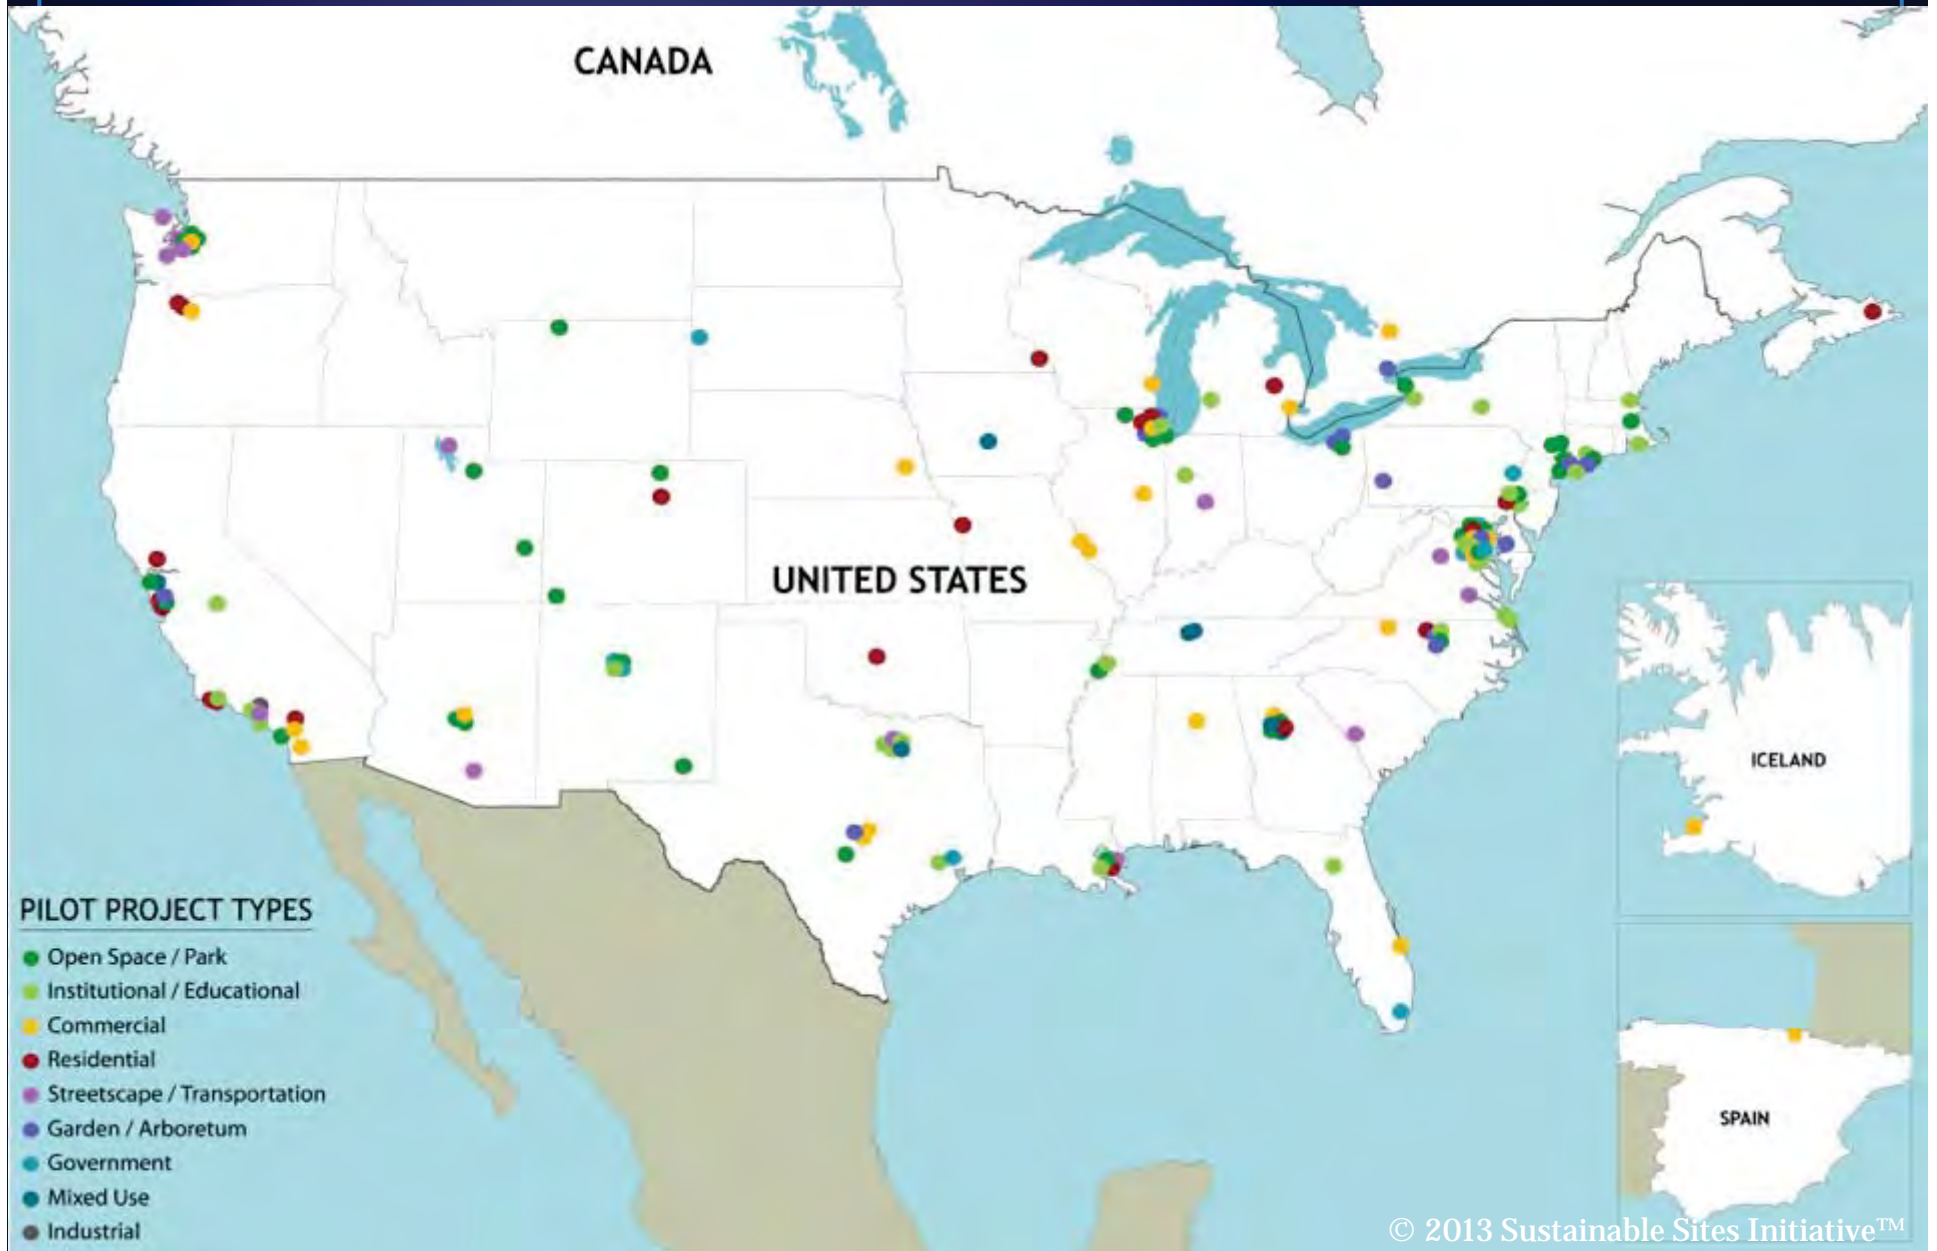 CANADA
UNITED STATES
ICELAND
SPAIN
PILOT PROJECT TYPES
Open Space / Park
Institutional / Educational
Commercial
Residential
Streetscape / Transportation
Garden / Arboretum
Government
Mixed Use
Industrial
© 2013 Sustainable Sites Initiative™